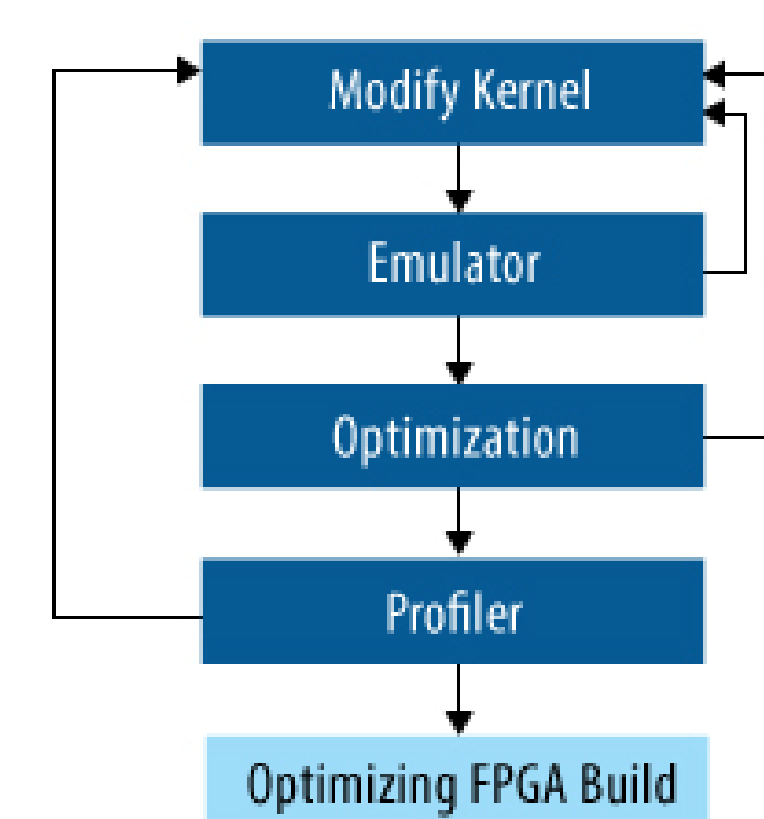 Modify Kernel
Emulator
Optimization
Profiler
Optimizing FPGA Build